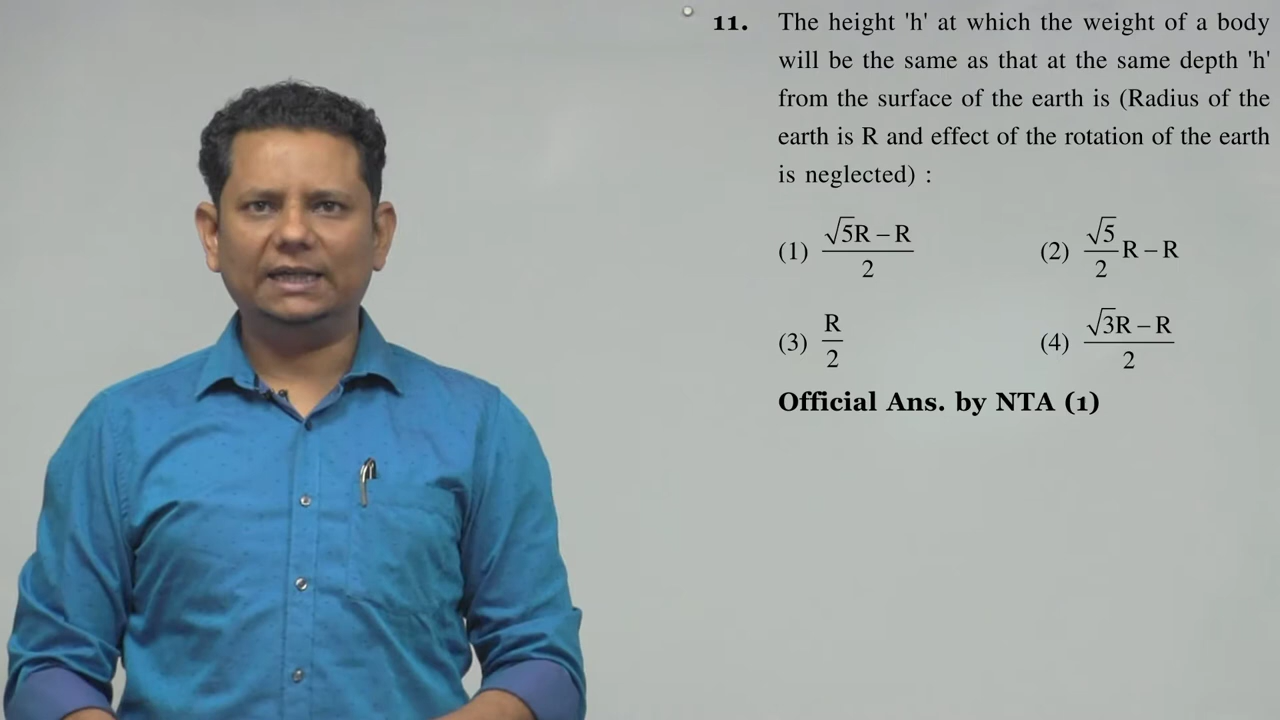 11. The height 'h' at which the weight of a body
will be the same as that at the same depth 'h'
from the surface of the earth is (Radius of the
earth is R and effect of the rotation of the earth
is neglected) :
(1) (√5R – R)/2 (2) √5/2 R – R
(3) R/2 (4) (√3R – R)/2
Official Ans. by NTA (1)